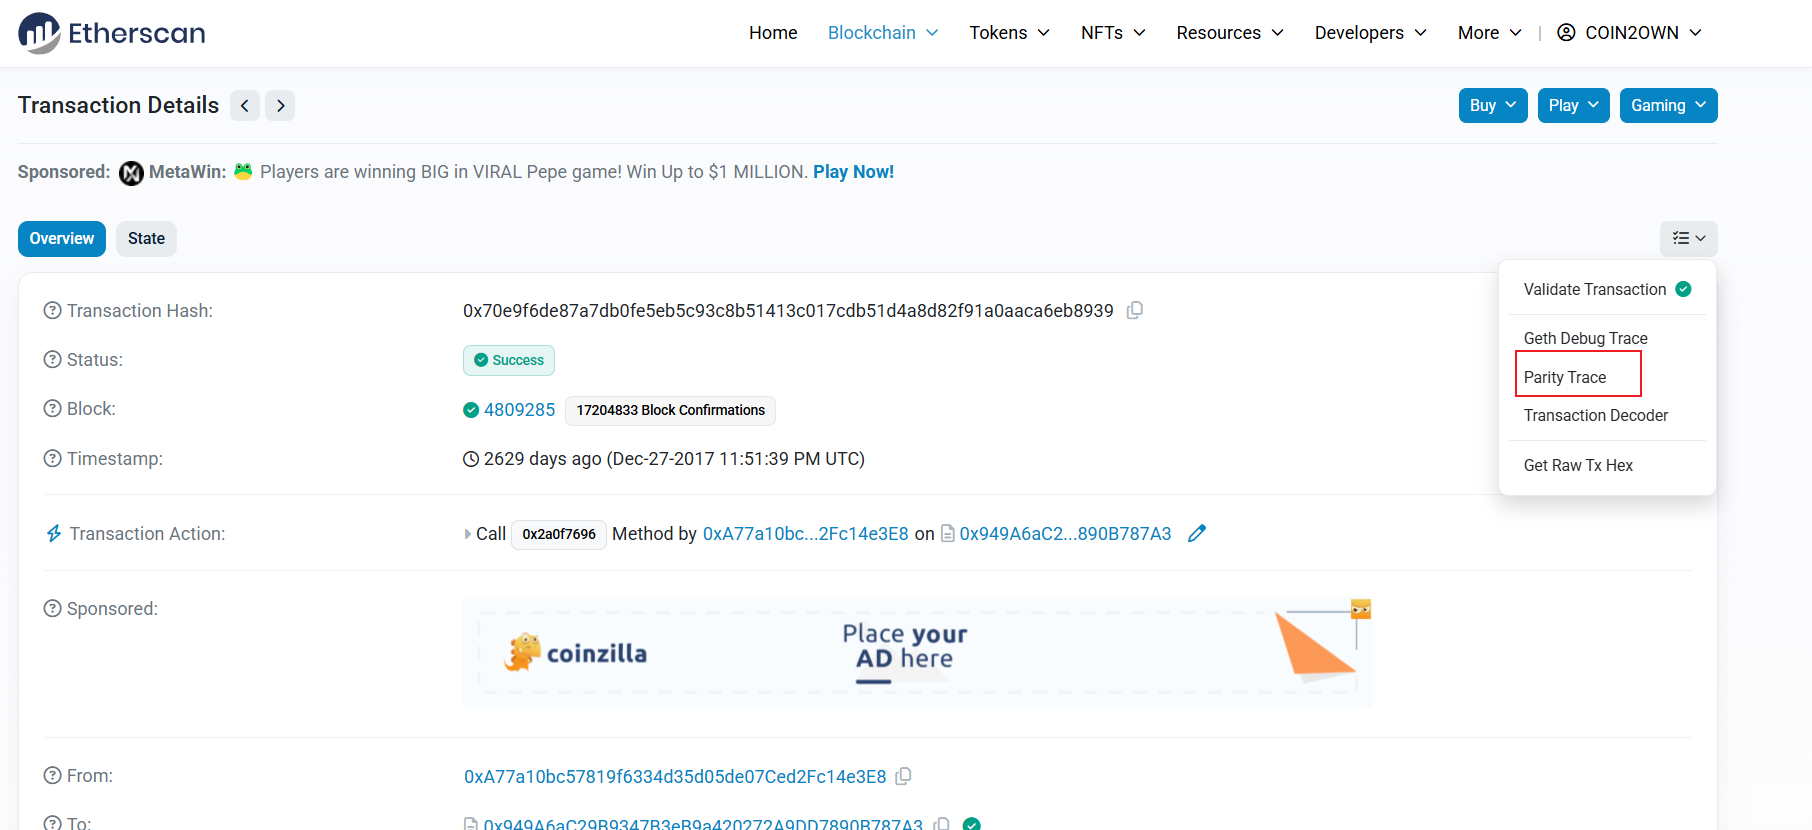 Etherscan
Home Blockchain Tokens NFTs Resources Developers More | COIN2OWN
Transaction Details
Buy Play Gaming
Sponsored: MetaWin: 🐸 Players are winning BIG in VIRAL Pepe game! Win Up to $1 MILLION. Play Now!
Overview State
Validate Transaction
Geth Debug Trace
Parity Trace
Transaction Decoder
Get Raw Tx Hex
Transaction Hash: 0x70e9f6de87a7db0fe5eb5c93c8b51413c017cdb51d4a8d82f91a0aaca6eb8939
Status: Success
Block: 4809285 17204833 Block Confirmations
Timestamp: 2629 days ago (Dec-27-2017 11:51:39 PM UTC)
Transaction Action: Call 0x2a0f7696 Method by 0xA77a10bc...2Fc14e3E8 on 0x949A6aC2...890B787A3
Sponsored:
coinzilla
Place your
AD here
From: 0xA77a10bc57819f6334d35d05de07Ced2Fc14e3E8
To: 0x949A6aC29B9347B3eB9a420272A9DD7890B787A3